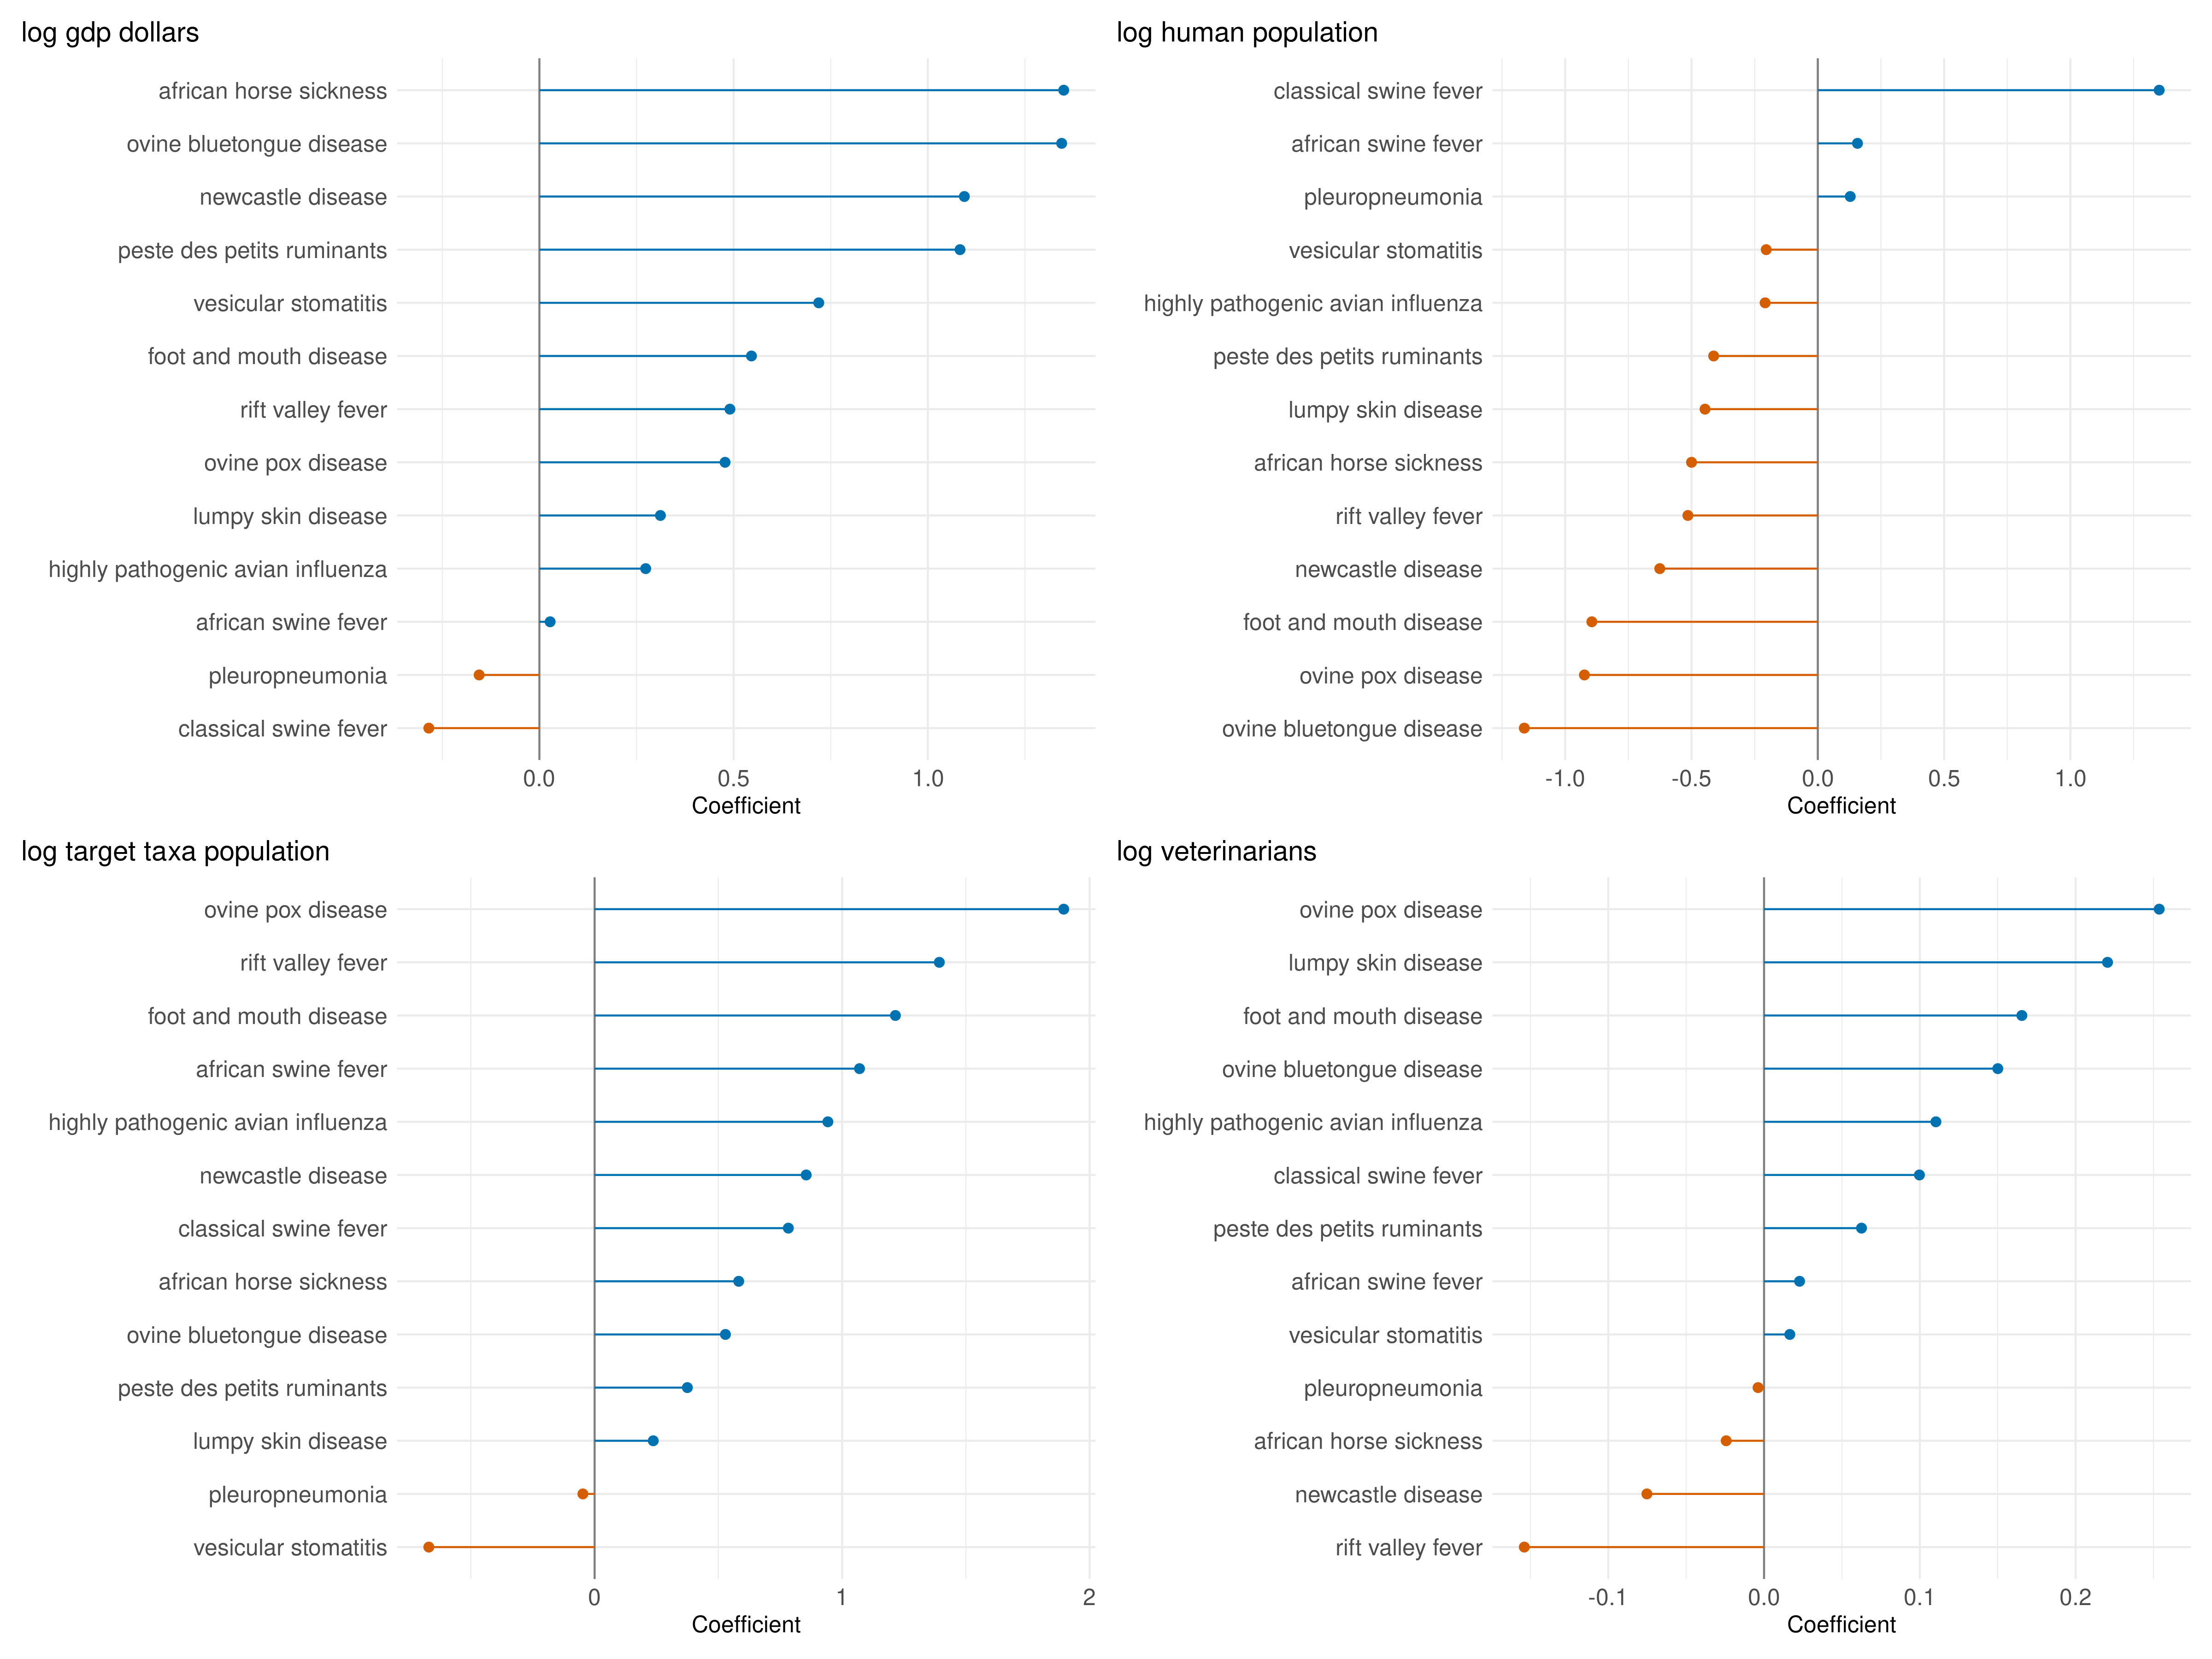 log gdp dollars
african horse sickness
ovine bluetongue disease
newcastle disease
peste des petits ruminants
vesicular stomatitis
foot and mouth disease
rift valley fever
ovine pox disease
lumpy skin disease
highly pathogenic avian influenza
african swine fever
pleuropneumonia
classical swine fever
0.0 0.5 1.0
Coefficient
log human population
classical swine fever
african swine fever
pleuropneumonia
vesicular stomatitis
highly pathogenic avian influenza
peste des petits ruminants
lumpy skin disease
african horse sickness
rift valley fever
newcastle disease
foot and mouth disease
ovine pox disease
ovine bluetongue disease
-1.0 -0.5 0.0 0.5 1.0
Coefficient
log target taxa population
ovine pox disease
rift valley fever
foot and mouth disease
african swine fever
highly pathogenic avian influenza
newcastle disease
classical swine fever
african horse sickness
ovine bluetongue disease
peste des petits ruminants
lumpy skin disease
pleuropneumonia
vesicular stomatitis
0 1 2
Coefficient
log veterinarians
ovine pox disease
lumpy skin disease
foot and mouth disease
ovine bluetongue disease
highly pathogenic avian influenza
classical swine fever
peste des petits ruminants
african swine fever
vesicular stomatitis
pleuropneumonia
african horse sickness
newcastle disease
rift valley fever
-0.1 0.0 0.1 0.2
Coefficient